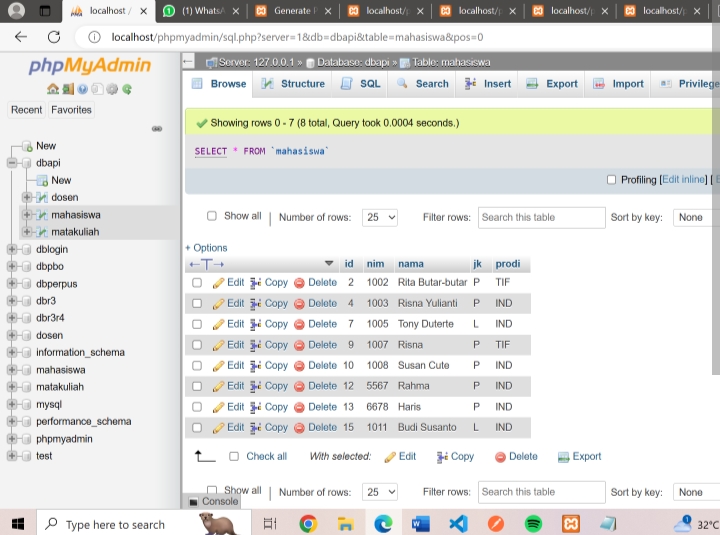 localhost /
(1) WhatsA
localhost/p
Generate I
localhost/p
localhost/p
localhost/p
localhost/p
localhost/phpmyadmin/sql.php?server=1&db=dbapi&table=mahasiswa&pos=0
phpMyAdmin
Recent Favorites
New
dbapi
New
dosen
mahasiswa
matakuliah
dblogin
dbpbo
dbperpus
dbr3
dbr3r4
dosen
information_schema
mahasiswa
matakuliah
mysql
performance_schema
phpmyadmin
test
Server: 127.0.0.1 » Database: dbapi » Table: mahasiswa
Browse Structure SQL Search Insert Export Import Privilege
Showing rows 0 - 7 (8 total, Query took 0.0004 seconds.)
SELECT * FROM `mahasiswa`
Profiling [Edit inline] [
Show all Number of rows: 25 Filter rows: Search this table Sort by key: None
+ Options
id nim nama jk prodi
Edit Copy Delete 2 1002 Rita Butar-butar P TIF
Edit Copy Delete 4 1003 Risna Yulianti P IND
Edit Copy Delete 7 1005 Tony Duterte L IND
Edit Copy Delete 9 1007 Risna P TIF
Edit Copy Delete 10 1008 Susan Cute P IND
Edit Copy Delete 12 5567 Rahma P IND
Edit Copy Delete 13 6678 Haris P IND
Edit Copy Delete 15 1011 Budi Susanto L IND
Check all With selected: Edit Copy Delete Export
Show all Number of rows: 25 Filter rows: Search this table Sort by key: None
Console
Type here to search
32°C